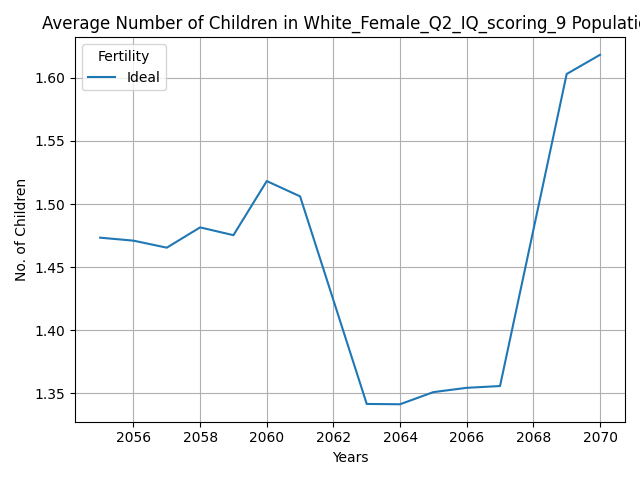 Average Number of Children in White_Female_Q2_IQ_scoring_9 Populatio
Fertility
Ideal
1.60
1.55
1.50
1.45
1.40
1.35
No. of Children
2056 2058 2060 2062 2064 2066 2068 2070
Years